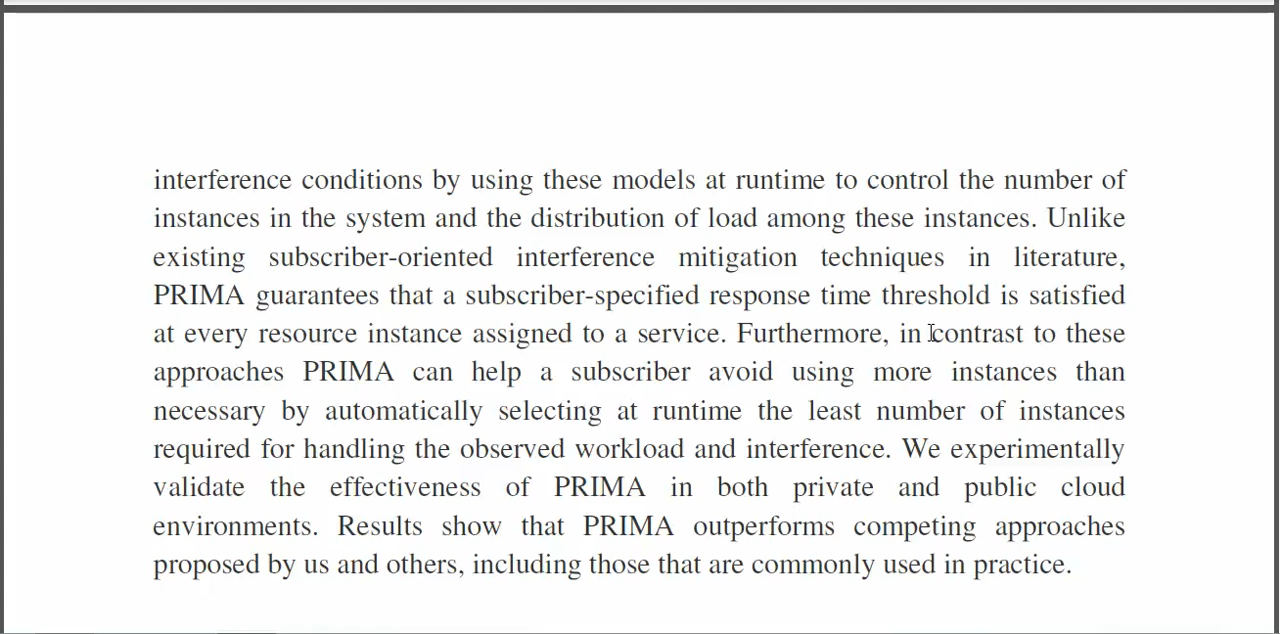 interference conditions by using these models at runtime to control the number of
instances in the system and the distribution of load among these instances. Unlike
existing subscriber-oriented interference mitigation techniques in literature,
PRIMA guarantees that a subscriber-specified response time threshold is satisfied
at every resource instance assigned to a service. Furthermore, in contrast to these
approaches PRIMA can help a subscriber avoid using more instances than
necessary by automatically selecting at runtime the least number of instances
required for handling the observed workload and interference. We experimentally
validate the effectiveness of PRIMA in both private and public cloud
environments. Results show that PRIMA outperforms competing approaches
proposed by us and others, including those that are commonly used in practice.